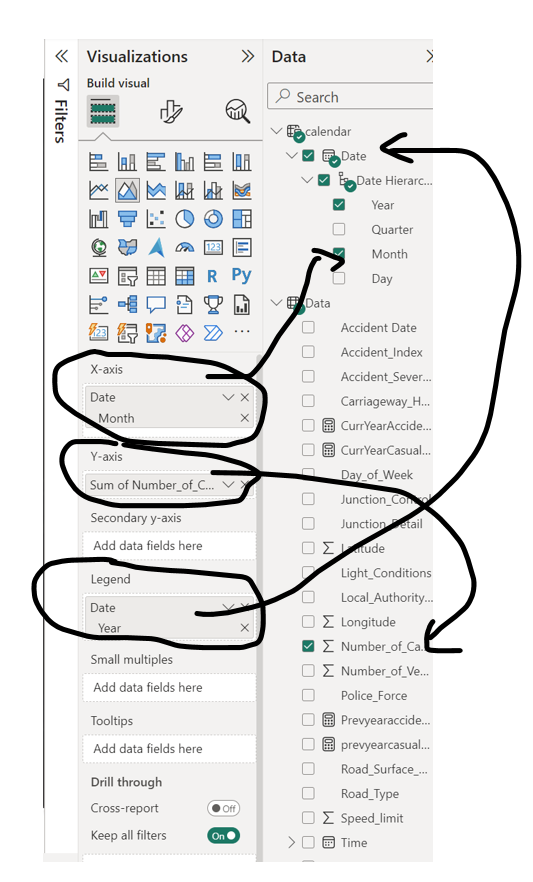 Visualizations
Data
Build visual
Filters
Search
calendar
Date
Date Hierarc...
Year
Quarter
Month
Day
Data
Accident Date
Accident_Index
Accident_Sever...
Carriageway_H...
CurrYearAccide...
CurrYearCasual...
Day_of_Week
Junction_Control
Junction_Detail
Latitude
Light_Conditions
Local_Authority...
Longitude
Number_of_Ca...
Number_of_Ve...
Police_Force
Prevyearaccide...
prevyearcasual...
Road_Surface_...
Road_Type
Speed_limit
Time
123
R
Py
123
X-axis
Date
Month
Y-axis
Sum of Number_of_C...
Secondary y-axis
Add data fields here
Legend
Date
Year
Small multiples
Add data fields here
Tooltips
Add data fields here
Drill through
Cross-report
Off
Keep all filters
On